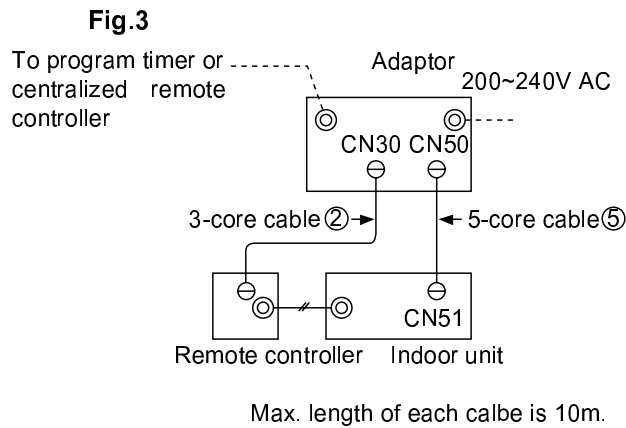 Fig.3
To program timer or
centralized remote
controller
Adaptor
200~240V AC
CN30 CN50
3-core cable②
5-core cable⑤
CN51
Remote controller
Indoor unit
Max. length of each calbe is 10m.